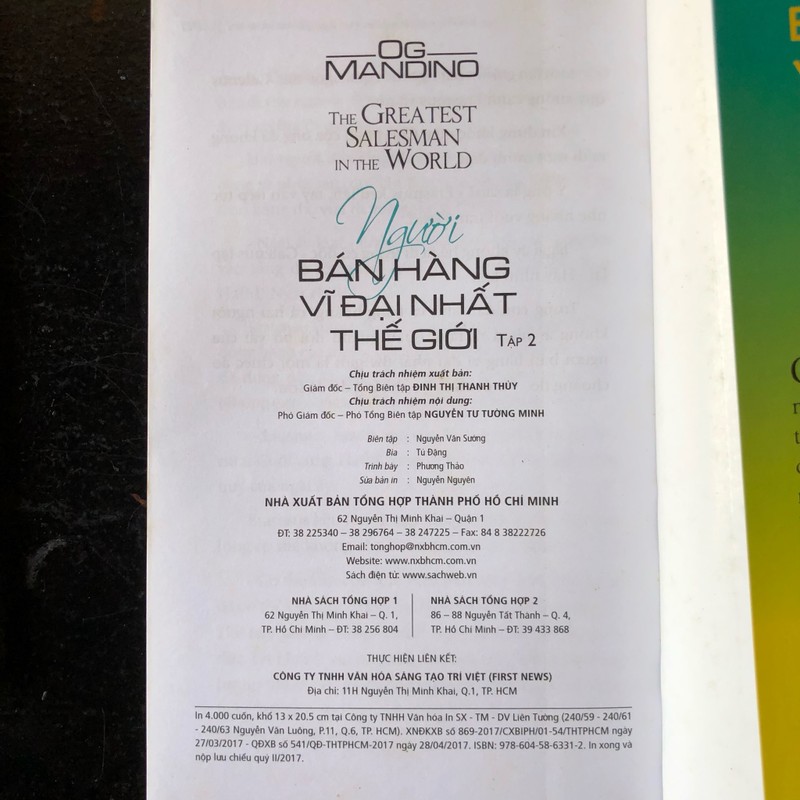 OG
MANDINO
THE GREATEST
SALESMAN
IN THE WORLD
Người
BÁN HÀNG
VĨ ĐẠI NHẤT
THẾ GIỚI TẬP 2
Chịu trách nhiệm xuất bản:
Giám đốc – Tổng Biên tập ĐINH THỊ THANH THỦY
Chịu trách nhiệm nội dung:
Phó Giám đốc – Phó Tổng Biên tập NGUYỄN TƯ TƯỜNG MINH
Biên tập : Nguyễn Văn Sướng
Bìa : Tú Đặng
Trình bày : Phương Thảo
Sửa bản in : Nguyễn Nguyên
NHÀ XUẤT BẢN TỔNG HỢP THÀNH PHỐ HỒ CHÍ MINH
62 Nguyễn Thị Minh Khai – Quận 1
ĐT: 38 225340 – 38 296764 – 38 247225 – Fax: 84 8 38222726
Email: tonghop@nxbhcm.com.vn
Website: www.nxbhcm.com.vn
Sách điện tử: www.sachweb.vn
NHÀ SÁCH TỔNG HỢP 1
62 Nguyễn Thị Minh Khai – Q. 1,
TP. Hồ Chí Minh – ĐT: 38 256 804
NHÀ SÁCH TỔNG HỢP 2
86 – 88 Nguyễn Tất Thành – Q. 4,
TP. Hồ Chí Minh – ĐT: 39 433 868
THỰC HIỆN LIÊN KẾT:
CÔNG TY TNHH VĂN HÓA SÁNG TẠO TRÍ VIỆT (FIRST NEWS)
Địa chỉ: 11H Nguyễn Thị Minh Khai, Q.1, TP. HCM
In 4.000 cuốn, khổ 13 x 20.5 cm tại Công ty TNHH Văn hóa In SX - TM - DV Liên Tường (240/59 - 240/61
- 240/63 Nguyễn Văn Luông, P.11, Q.6, TP. HCM). XNĐKXB số 869-2017/CXBIPH/01-54/THTPHCM ngày
27/03/2017 - QĐXB số 541/QĐ-THTPHCM-2017 ngày 28/04/2017. ISBN: 978-604-58-6331-2. In xong và
nộp lưu chiểu quý II/2017.